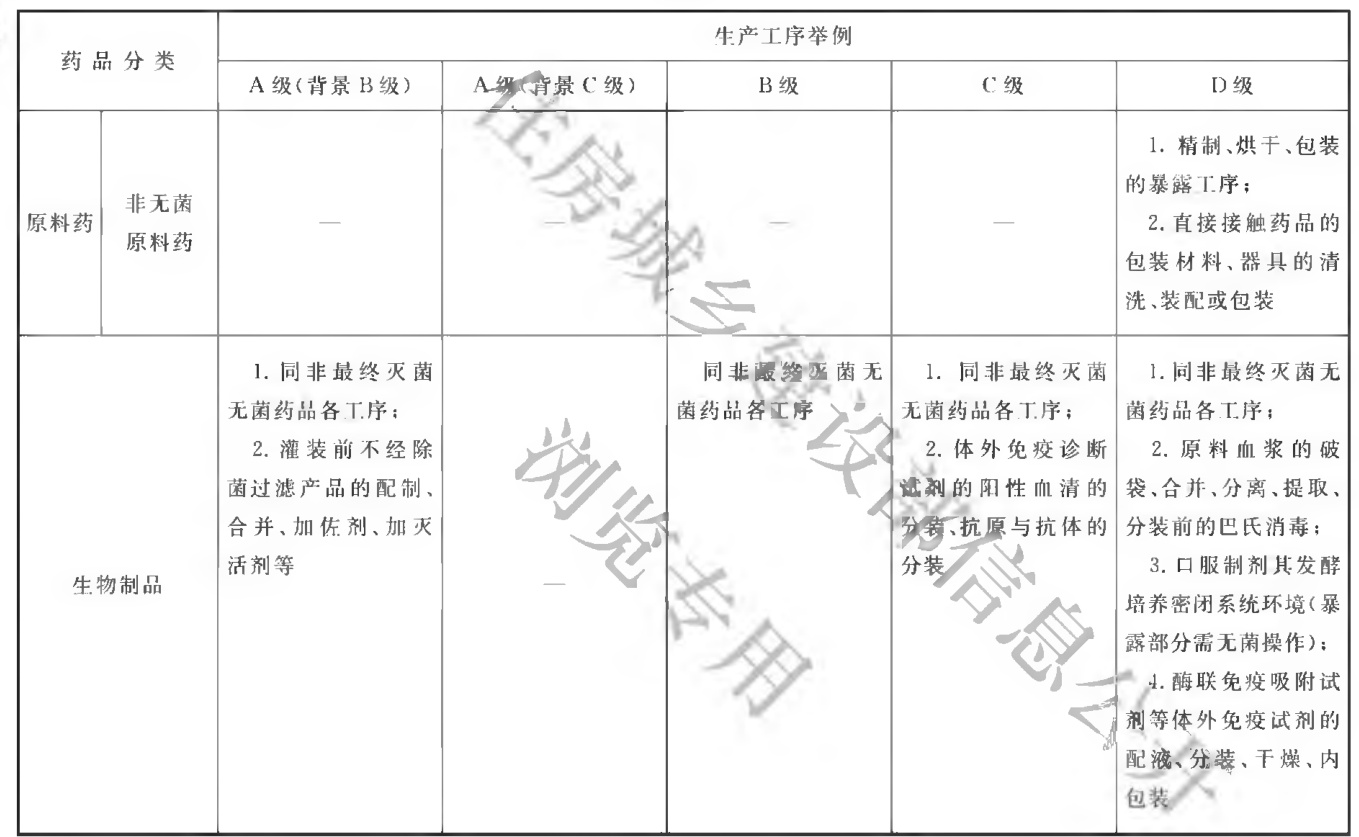 药品分类
生产工序举例
A级(背景B级)
A级(背景C级)
B级
C级
D级
原料药
非无菌
原料药
—
—
—
—
1. 精制、烘干、包装
的暴露工序;
2. 直接接触药品的
包装材料、器具的清
洗、装配或包装
生物制品
1. 同非最终灭菌
无菌药品各工序;
2. 灌装前不经除
菌过滤产品的配制、
合并、加佐剂、加灭
活剂等
—
同非最终灭菌无
菌药品各工序
1. 同非最终灭菌
无菌药品各工序;
2. 体外免疫诊断
试剂的阳性血清的
分装、抗原与抗体的
分装
1. 同非最终灭菌无
菌药品各工序;
2. 原料血浆的破
袋、合并、分离、提取、
分装前的巴氏消毒;
3. 口服制剂其发酵
培养密闭系统环境(暴
露部分需无菌操作);
4. 酶联免疫吸附试
剂等体外免疫试剂的
配液、分装、干燥、内
包装
住房城乡建设部信息公开
浏览专用